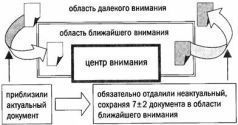 область далекого внимания
область ближайшего внимания
центр внимания
приблизили
актуальный
документ
обязательно отдалили неактуальный,
сохраняя 7±2 документа в области
ближайшего внимания